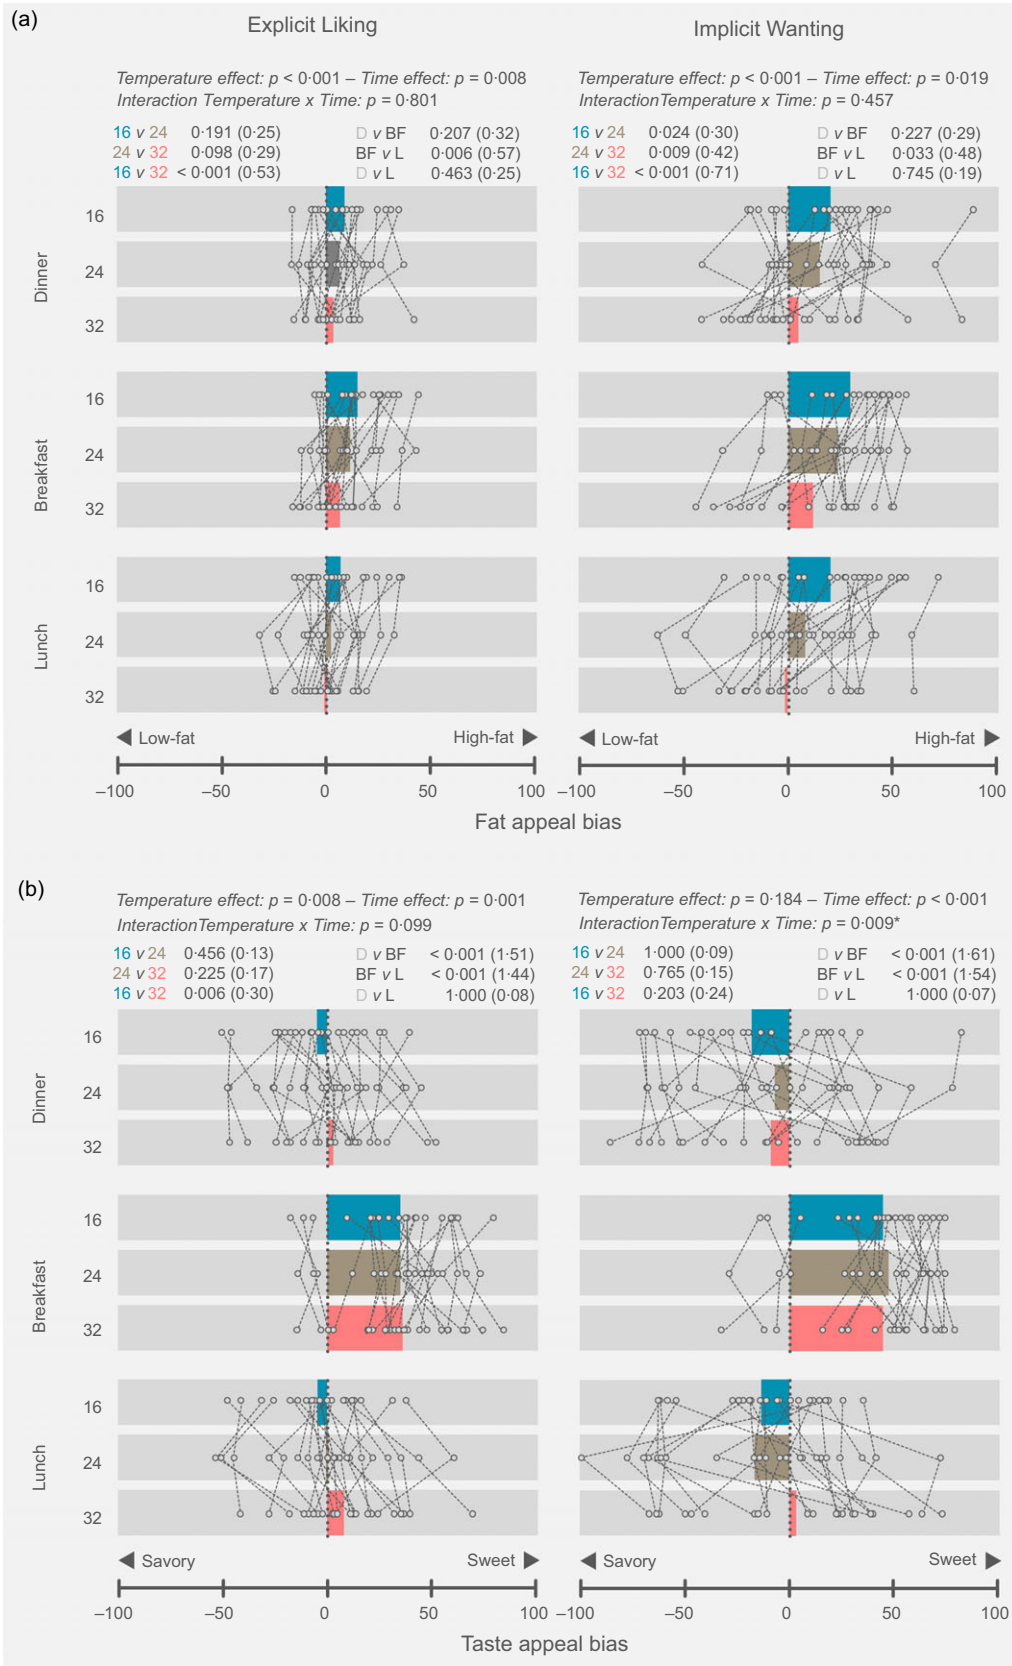 (a)
Explicit Liking
Implicit Wanting
Temperature effect: p < 0·001 – Time effect: p = 0·008
Interaction Temperature x Time: p = 0·801
16 v 24 0·191 (0·25) D v BF 0·207 (0·32)
24 v 32 0·098 (0·29) BF v L 0·006 (0·57)
16 v 32 < 0·001 (0·53) D v L 0·463 (0·25)
Temperature effect: p < 0·001 – Time effect: p = 0·019
InteractionTemperature x Time: p = 0·457
16 v 24 0·024 (0·30) D v BF 0·227 (0·29)
24 v 32 0·009 (0·42) BF v L 0·033 (0·48)
16 v 32 < 0·001 (0·71) D v L 0·745 (0·19)
Dinner
16
24
32
Breakfast
16
24
32
Lunch
16
24
32
Low-fat High-fat
Low-fat High-fat
–100 –50 0 50 100
–100 –50 0 50 100
Fat appeal bias
(b)
Temperature effect: p = 0·008 – Time effect: p = 0·001
InteractionTemperature x Time: p = 0·099
16 v 24 0·456 (0·13) D v BF < 0·001 (1·51)
24 v 32 0·225 (0·17) BF v L < 0·001 (1·44)
16 v 32 0·006 (0·30) D v L 1·000 (0·08)
Temperature effect: p = 0·184 – Time effect: p < 0·001
InteractionTemperature x Time: p = 0·009*
16 v 24 1·000 (0·09) D v BF < 0·001 (1·61)
24 v 32 0·765 (0·15) BF v L < 0·001 (1·54)
16 v 32 0·203 (0·24) D v L 1·000 (0·07)
Dinner
16
24
32
Breakfast
16
24
32
Lunch
16
24
32
Savory Sweet
Savory Sweet
–100 –50 0 50 100
–100 –50 0 50 100
Taste appeal bias